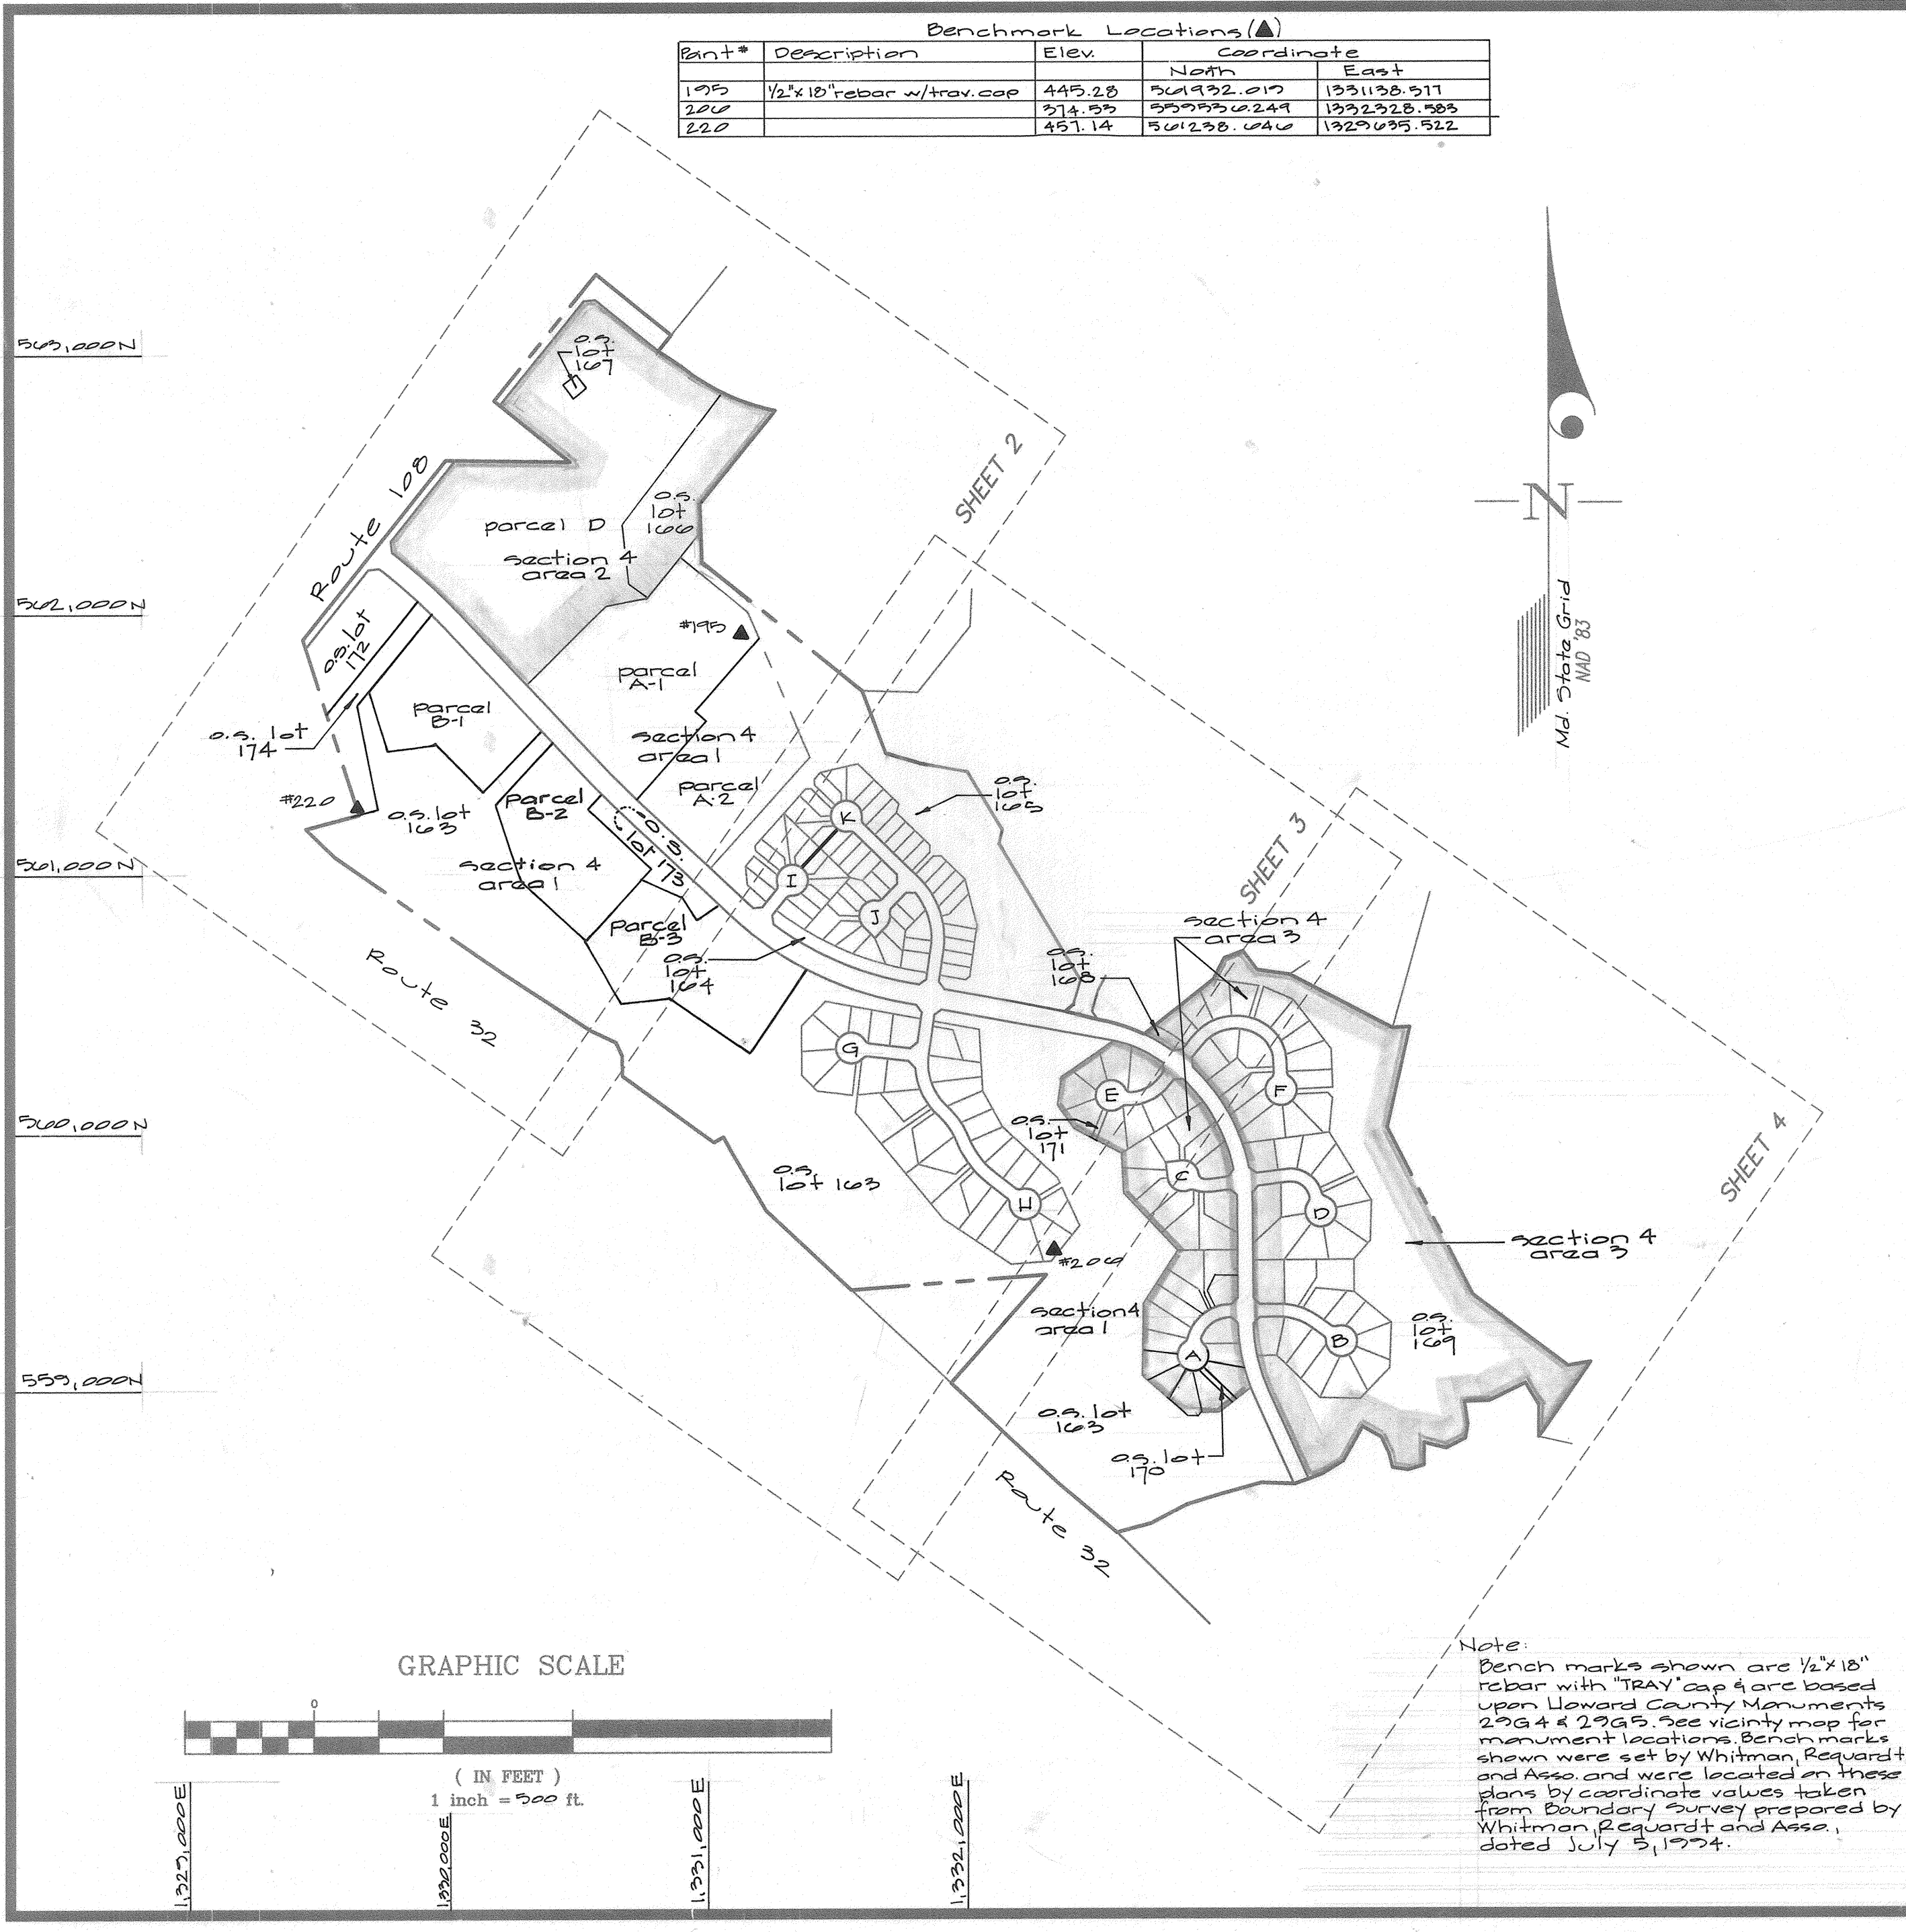 Benchmark Locations (▲)
Point # Description Elev. Coordinate
North East
195 1/2"x18" rebar w/trav. cap 445.28 561932.019 1331138.577
206 374.53 559536.249 1332328.583
220 457.14 561238.646 1329635.522
563,000N
562,000N
561,000N
560,000N
559,000N
o.s.
lot
167
Route 108
SHEET 2
parcel D
section 4
area 2
o.s.
lot
166
N
Md. State Grid
NAD '83
o.s. lot
172
#195
parcel
A-1
parcel
B-1
o.s. lot
174
section 4
area 1
parcel
A-2
#220
o.s. lot
163
parcel
B-2
o.s.
lot 173
section 4
area 1
o.s.
lot
165
K
I
J
SHEET 3
parcel
B-3
o.s.
lot
164
section 4
area 3
o.s.
lot
168
Route 32
G
E
F
o.s.
lot
171
C
D
H
o.s.
lot 163
#206
SHEET 4
section 4
area 3
section 4
area 1
A
B
o.s.
lot
169
o.s. lot
163
o.s. lot
170
Route 32
GRAPHIC SCALE
0
( IN FEET )
1 inch = 500 ft.
1,329,000E
1,330,000E
1,331,000E
1,332,000E
Note:
Bench marks shown are 1/2"x18"
rebar with "TRAV" cap & are based
upon Howard County Monuments
29G4 & 29G5. See vicinty map for
monument locations. Bench marks
shown were set by Whitman, Requardt
and Asso. and were located on these
plans by coordinate values taken
from Boundary Survey prepared by
Whitman, Requardt and Asso.,
dated July 5, 1994.